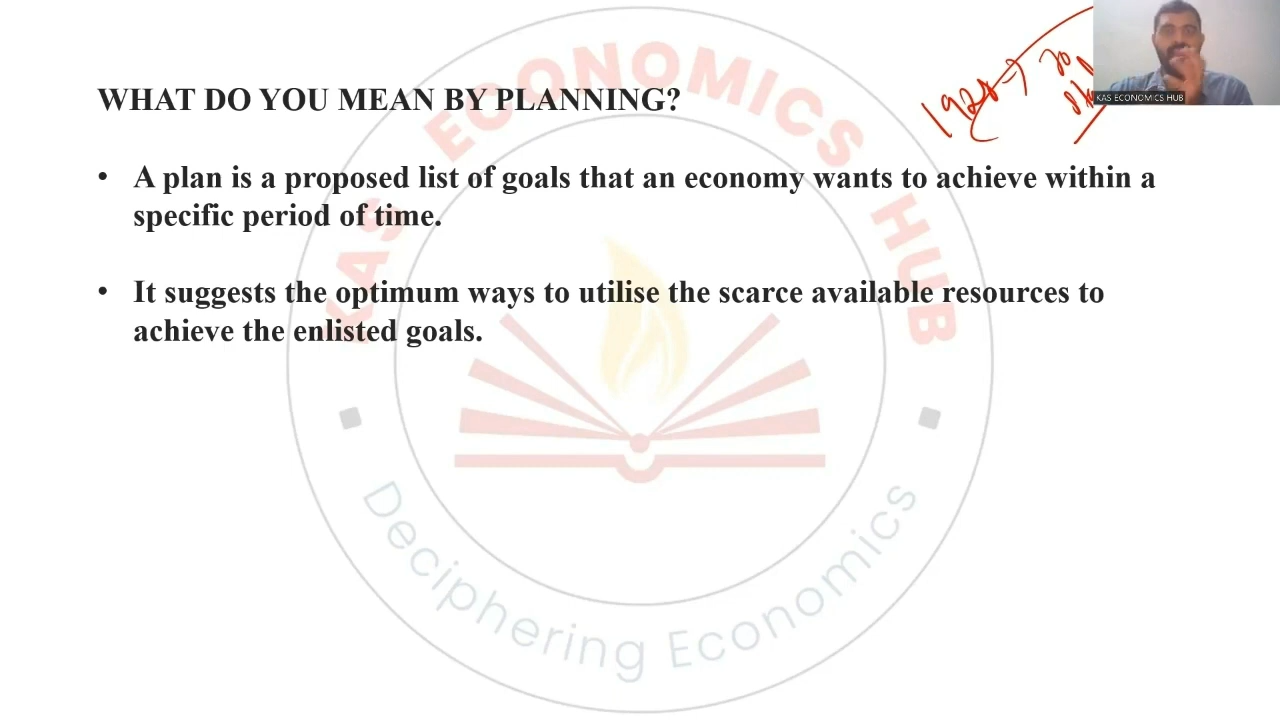 WHAT DO YOU MEAN BY PLANNING?
1928 →
KAS ECONOMICS HUB
• A plan is a proposed list of goals that an economy wants to achieve within a
specific period of time.
• It suggests the optimum ways to utilise the scarce available resources to
achieve the enlisted goals.
KAS ECONOMICS HUB
Deciphering Economics